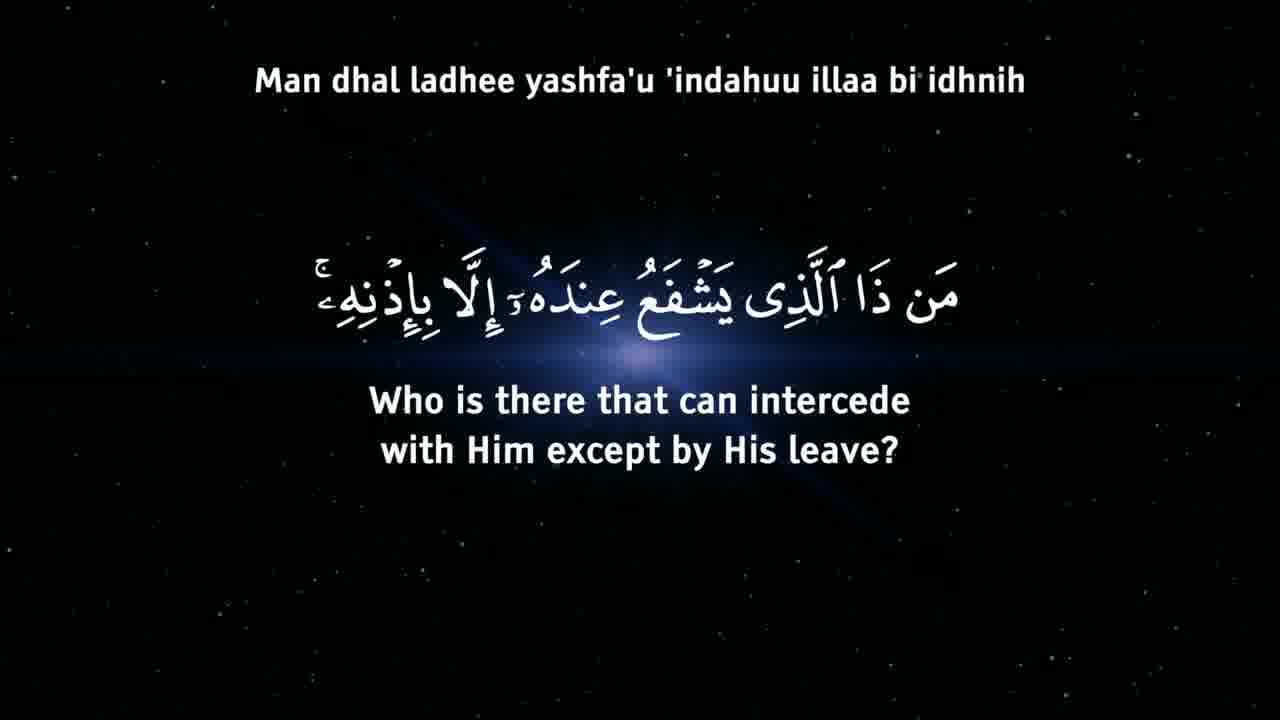 Man dhal ladhee yashfa'u 'indahuu illaa bi idhnih
مَن ذَا ٱلَّذِى يَشْفَعُ عِندَهُۥٓ إِلَّا بِإِذْنِهِۦ ۚ
Who is there that can intercede
with Him except by His leave?